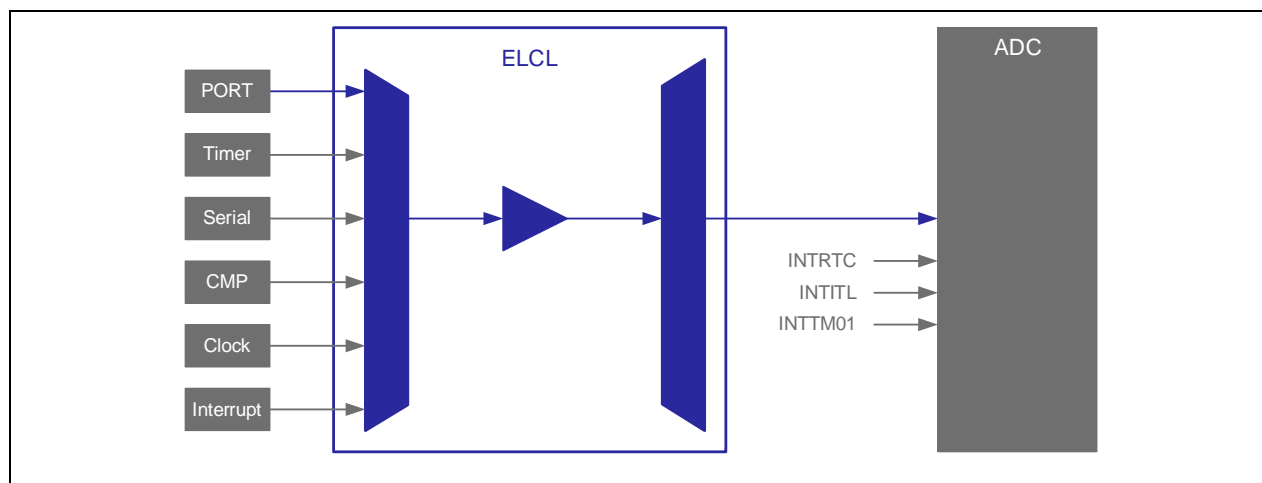 ELCL
ADC
PORT
Timer
Serial
CMP
Clock
Interrupt
INTRTC
INTITL
INTTM01